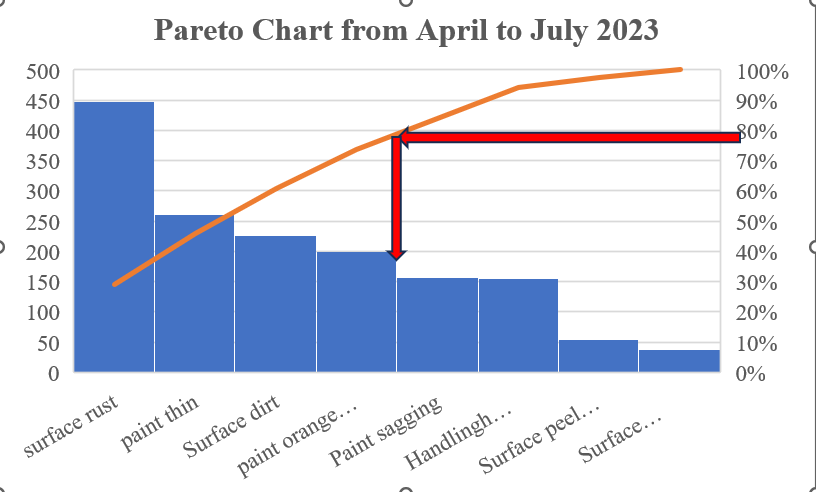 Pareto Chart from April to July 2023
500
450
400
350
300
250
200
150
100
50
0
100%
90%
80%
70%
60%
50%
40%
30%
20%
10%
0%
surface rust
paint thin
Surface dirt
paint orange…
Paint sagging
Handlingh…
Surface peel…
Surface…